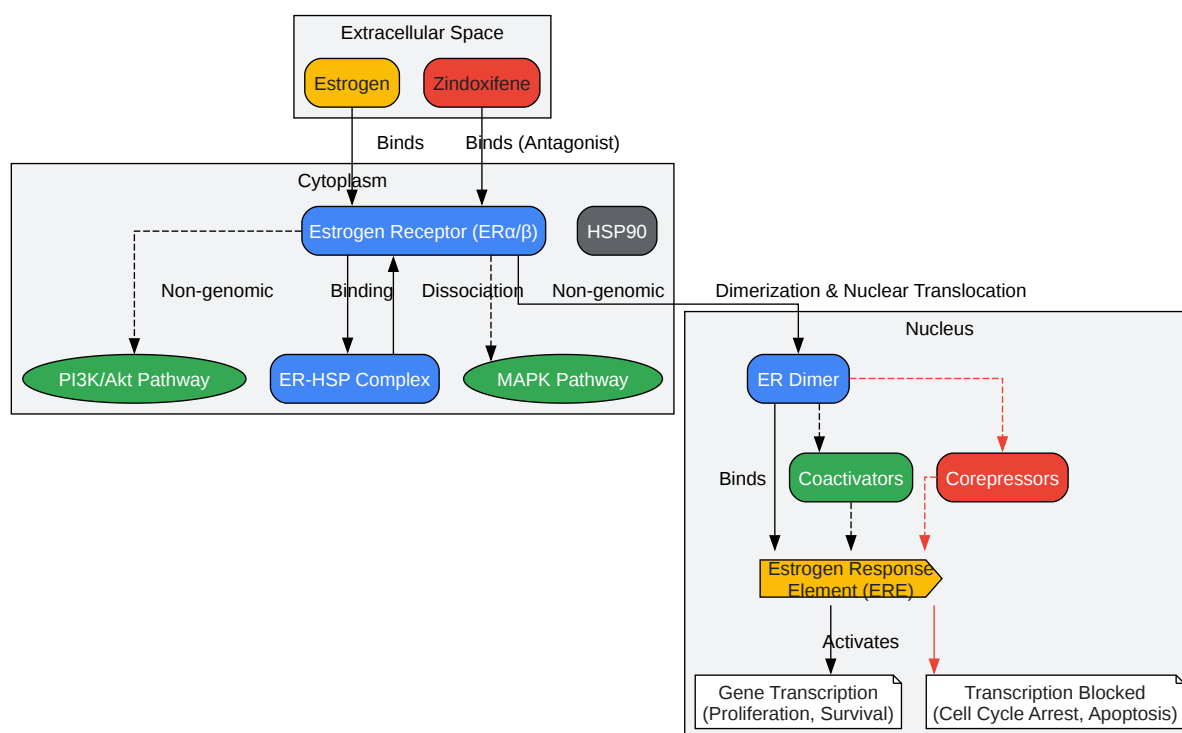 Extracellular Space
Estrogen
Zindoxifene
Binds
Binds (Antagonist)
Cytoplasm
Estrogen Receptor (ERα/β)
HSP90
Non-genomic
Binding
Dissociation
Non-genomic
Dimerization & Nuclear Translocation
Nucleus
PI3K/Akt Pathway
ER-HSP Complex
MAPK Pathway
ER Dimer
Binds
Coactivators
Corepressors
Estrogen Response
Element (ERE)
Activates
Gene Transcription
(Proliferation, Survival)
Transcription Blocked
(Cell Cycle Arrest, Apoptosis)